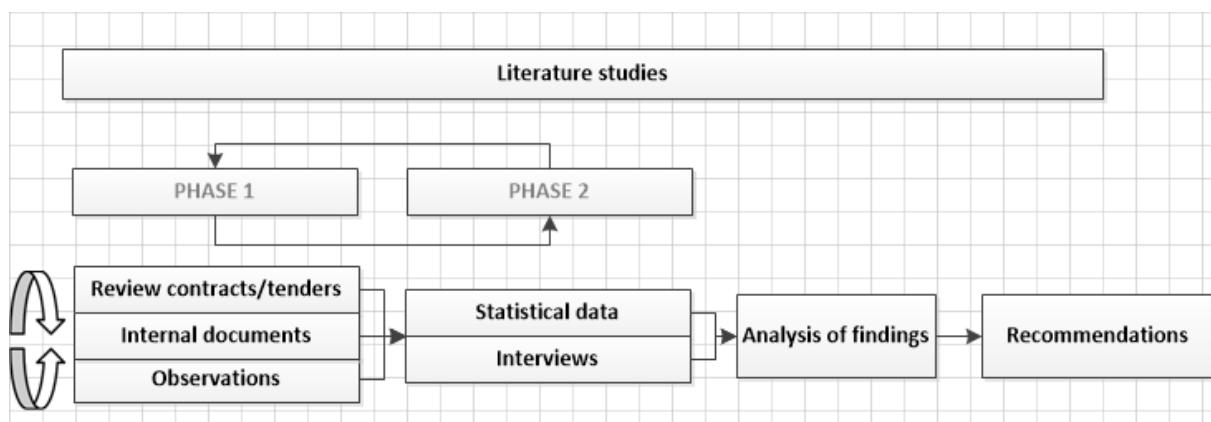 Literature studies
PHASE 1
PHASE 2
Review contracts/tenders
Internal documents
Observations
Statistical data
Interviews
Analysis of findings
Recommendations